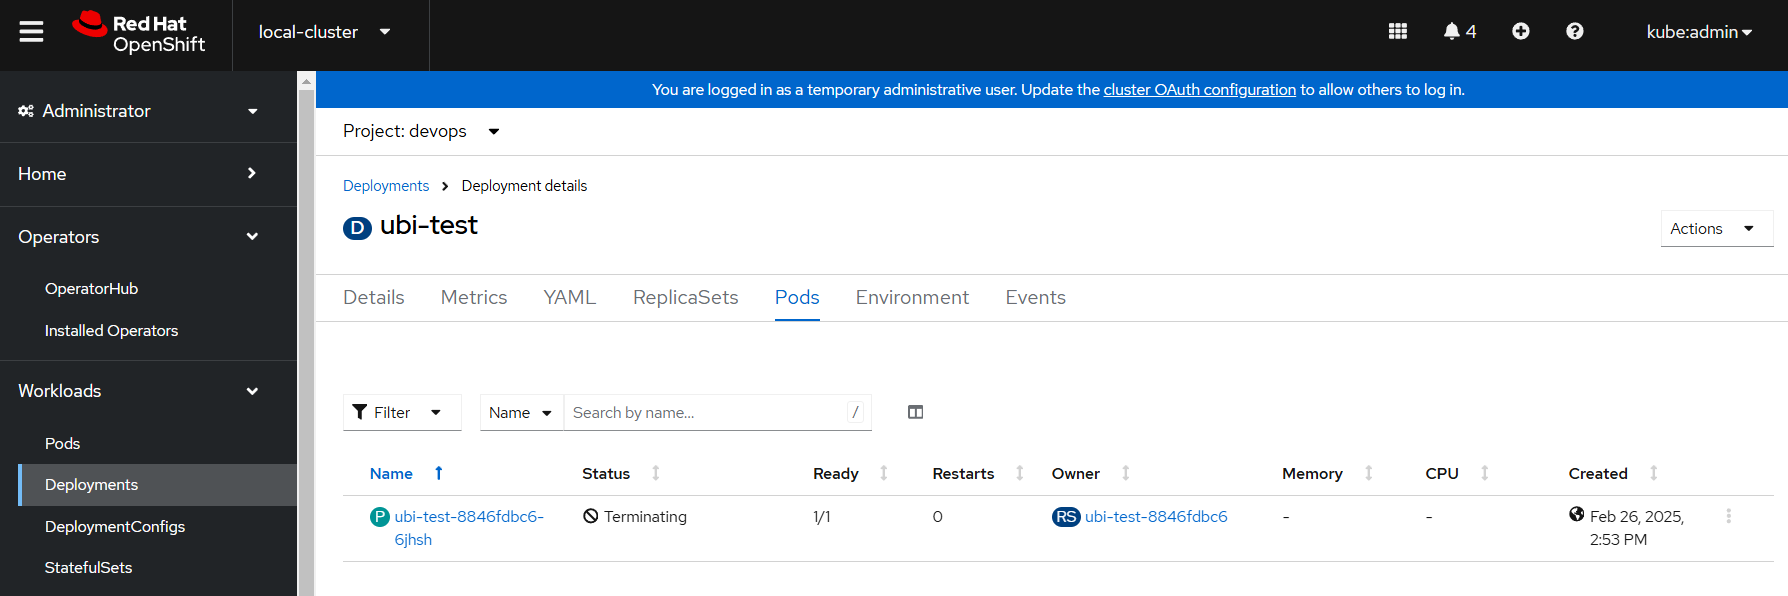 Red Hat
OpenShift
local-cluster
4
kube:admin
Administrator
Home
Operators
OperatorHub
Installed Operators
Workloads
Pods
Deployments
DeploymentConfigs
StatefulSets
You are logged in as a temporary administrative user. Update the cluster OAuth configuration to allow others to log in.
Project: devops
Deployments Deployment details
D ubi-test
Actions
Details Metrics YAML ReplicaSets Pods Environment Events
Filter Name Search by name... /
Name Status Ready Restarts Owner Memory CPU Created
P ubi-test-8846fdbc6- Terminating 1/1 0 RS ubi-test-8846fdbc6 - - Feb 26, 2025,
6jhsh 2:53 PM